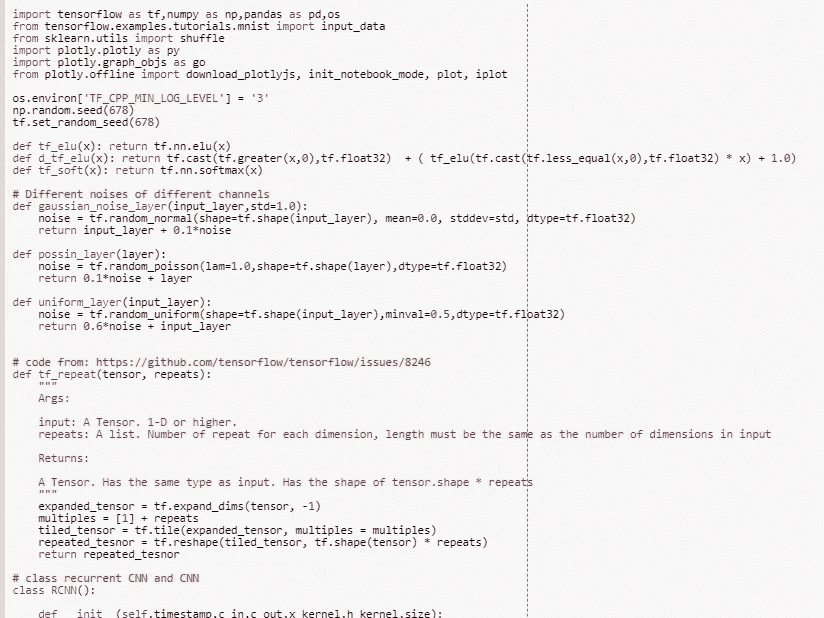 import tensorflow as tf,numpy as np,pandas as pd,os
from tensorflow.examples.tutorials.mnist import input_data
from sklearn.utils import shuffle
import plotly.plotly as py
import plotly.graph_objs as go
from plotly.offline import download_plotlyjs, init_notebook_mode, plot, iplot
os.environ['TF_CPP_MIN_LOG_LEVEL'] = '3'
np.random.seed(678)
tf.set_random_seed(678)
def tf_elu(x): return tf.nn.elu(x)
def d_tf_elu(x): return tf.cast(tf.greater(x,0),tf.float32)  + ( tf_elu(tf.cast(tf.less_equal(x,0),tf.float32) * x) + 1.0)
def tf_soft(x): return tf.nn.softmax(x)
# Different noises of different channels
def gaussian_noise_layer(input_layer,std=1.0):
    noise = tf.random_normal(shape=tf.shape(input_layer), mean=0.0, stddev=std, dtype=tf.float32)
    return input_layer + 0.1*noise
def possin_layer(layer):
    noise = tf.random_poisson(lam=1.0,shape=tf.shape(layer),dtype=tf.float32)
    return 0.1*noise + layer
def uniform_layer(input_layer):
    noise = tf.random_uniform(shape=tf.shape(input_layer),minval=0.5,dtype=tf.float32)
    return 0.6*noise + input_layer
# code from: https://github.com/tensorflow/tensorflow/issues/8246
def tf_repeat(tensor, repeats):
    """
    Args:
    input: A Tensor. 1-D or higher.
    repeats: A list. Number of repeat for each dimension, length must be the same as the number of dimensions in input
    Returns:
    A Tensor. Has the same type as input. Has the shape of tensor.shape * repeats
    """
    expanded_tensor = tf.expand_dims(tensor, -1)
    multiples = [1] + repeats
    tiled_tensor = tf.tile(expanded_tensor, multiples = multiples)
    repeated_tesnor = tf.reshape(tiled_tensor, tf.shape(tensor) * repeats)
    return repeated_tesnor
# class recurrent CNN and CNN
class RCNN():
    def __init__(self,timestamp,c_in,c_out,x_kernel,h_kernel,size):